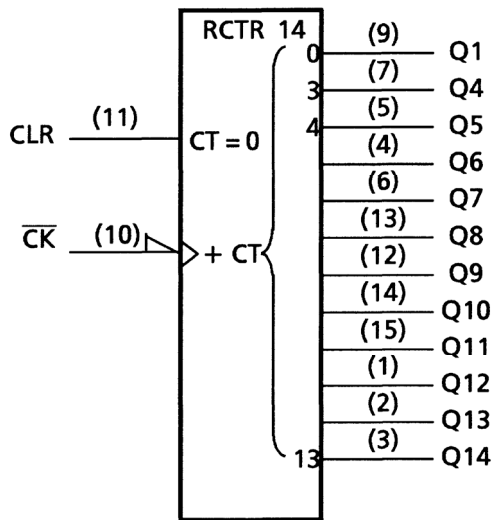 RCTR 14
0 (9) Q1
3 (7) Q4
4 (5) Q5
CLR (11) CT = 0
(4) Q6
(6) Q7
C̅K̅ (10) + CT
(13) Q8
(12) Q9
(14) Q10
(15) Q11
(1) Q12
(2) Q13
13 (3) Q14